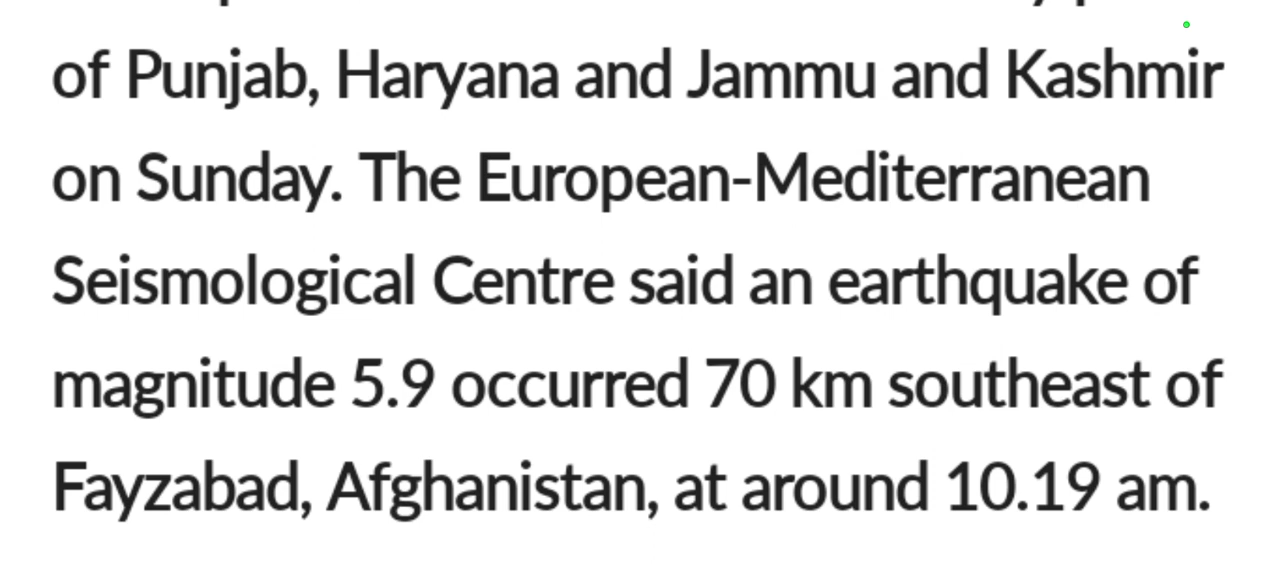 of Punjab, Haryana and Jammu and Kashmir
on Sunday. The European-Mediterranean
Seismological Centre said an earthquake of
magnitude 5.9 occurred 70 km southeast of
Fayzabad, Afghanistan, at around 10.19 am.